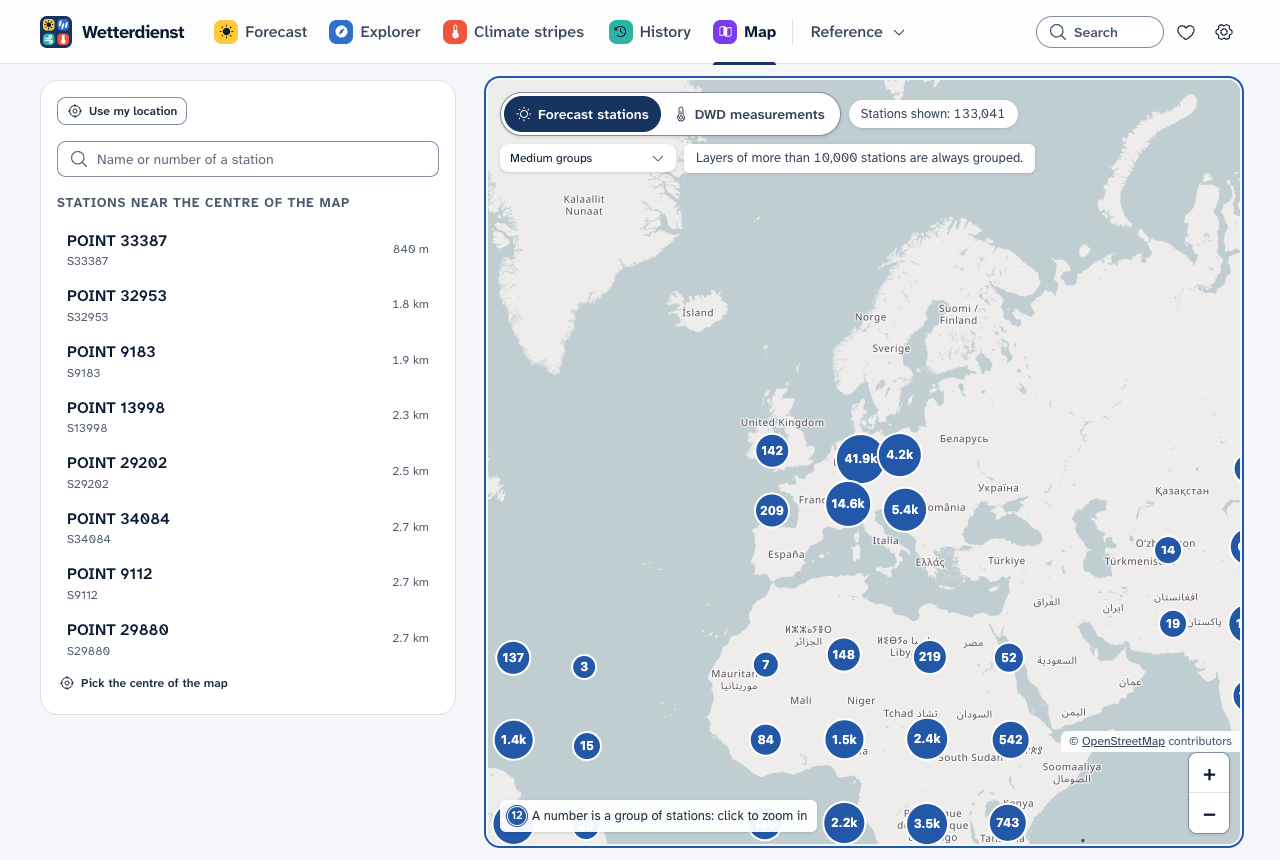 Wetterdienst
Forecast
Explorer
Climate stripes
History
Map
Reference
Search
Use my location
Name or number of a station
STATIONS NEAR THE CENTRE OF THE MAP
POINT 33387
840 m
S33387
POINT 32953
1.8 km
S32953
POINT 9183
1.9 km
S9183
POINT 13998
2.3 km
S13998
POINT 29202
2.5 km
S29202
POINT 34084
2.7 km
S34084
POINT 9112
2.7 km
S9112
POINT 29880
2.7 km
S29880
Pick the centre of the map
Forecast stations
DWD measurements
Stations shown: 133,041
Medium groups
Layers of more than 10,000 stations are always grouped.
Kalaallit
Nunaat
Ísland
Norge
Suomi /
Finland
Sverige
United Kingdom
Беларусь
142
41.9k
4.2k
Україна
Қазақстан
209
14.6k
5.4k
Italia
14
España
Ελλάς
Türkiye
العراق
ایران
افغانستان
19
پاکستان
الجزائر
مصر
137
3
7
148
219
52
السعودية
موريتانيا
عمان
Mali
Niger
Tchad تشاد
السودان
اليمن
1.4k
15
84
1.5k
2.4k
542
South Sudan
© OpenStreetMap contributors
Soomaaliya
الصومال
+
−
12
A number is a group of stations: click to zoom in
2.2k
3.5k
743